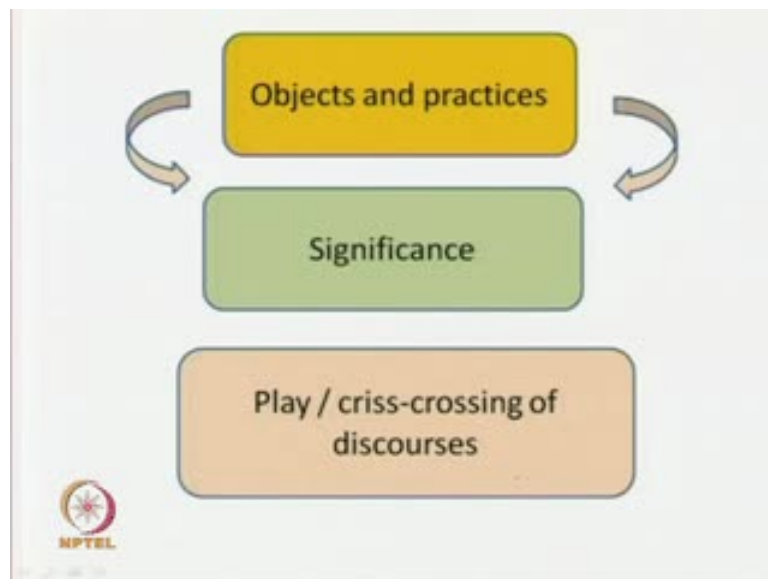 Objects and practices
Significance
Play / criss-crossing of
discourses
NPTEL